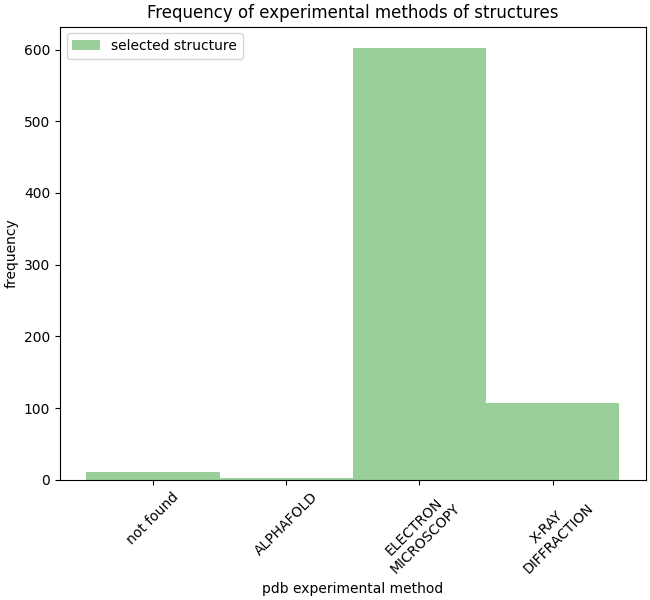 Frequency of experimental methods of structures
selected structure
600
500
400
300
200
100
0
frequency
not found
ALPHAFOLD
ELECTRON
MICROSCOPY
X-RAY
DIFFRACTION
pdb experimental method